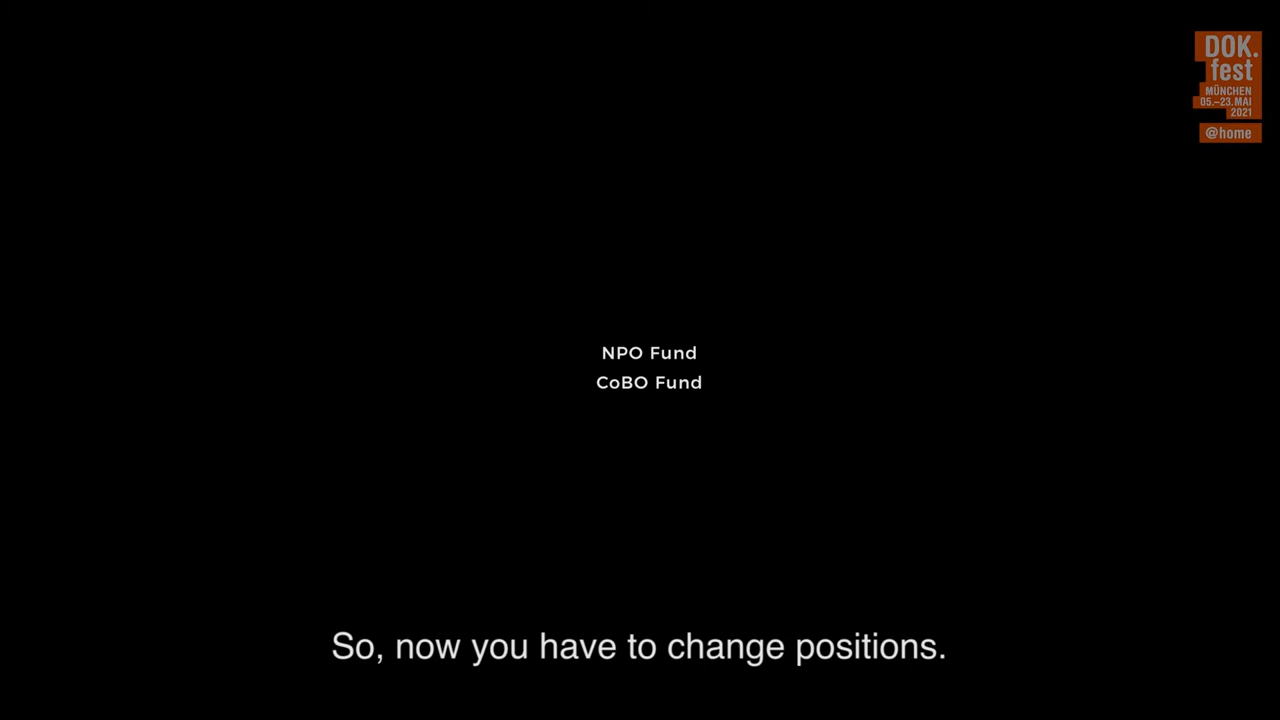 DOK.
fest
MÜNCHEN
05.–23. MAI
2021
@home
NPO Fund
CoBO Fund
So, now you have to change positions.